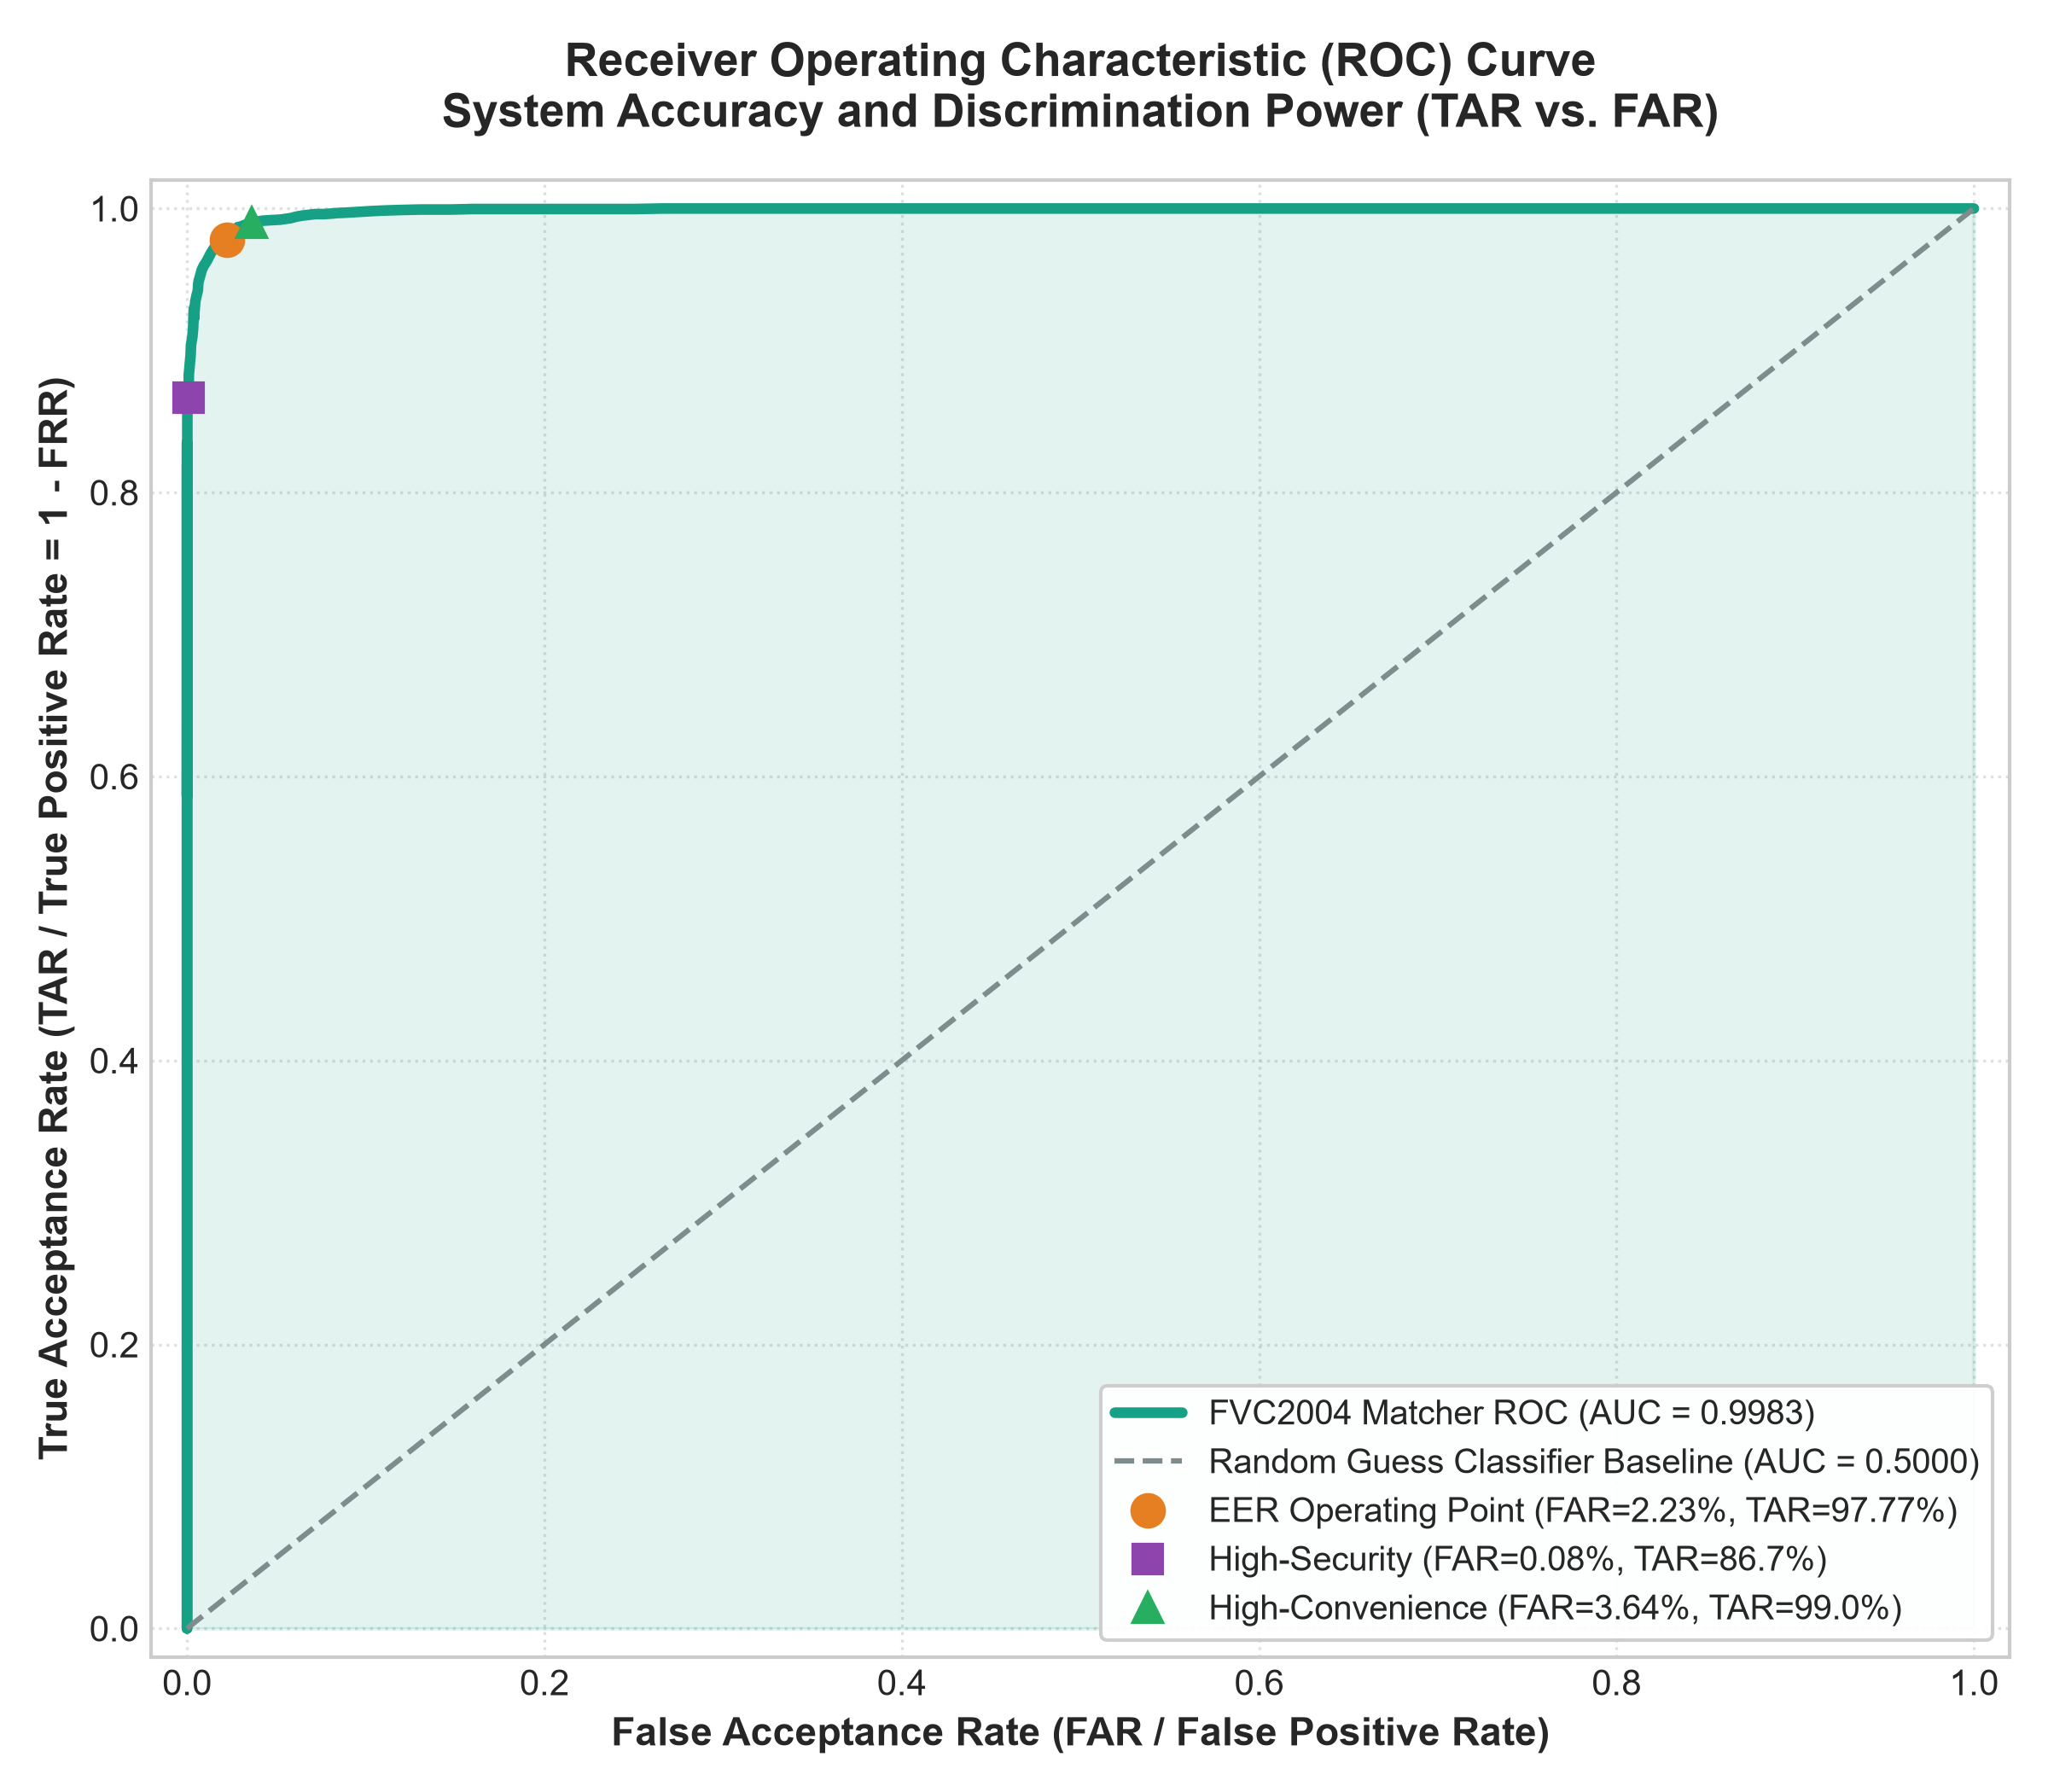 Receiver Operating Characteristic (ROC) Curve
System Accuracy and Discrimination Power (TAR vs. FAR)
True Acceptance Rate (TAR / True Positive Rate = 1 - FRR)
1.0
0.8
0.6
0.4
0.2
0.0
0.0
0.2
0.4
0.6
0.8
1.0
False Acceptance Rate (FAR / False Positive Rate)
FVC2004 Matcher ROC (AUC = 0.9983)
Random Guess Classifier Baseline (AUC = 0.5000)
EER Operating Point (FAR=2.23%, TAR=97.77%)
High-Security (FAR=0.08%, TAR=86.7%)
High-Convenience (FAR=3.64%, TAR=99.0%)